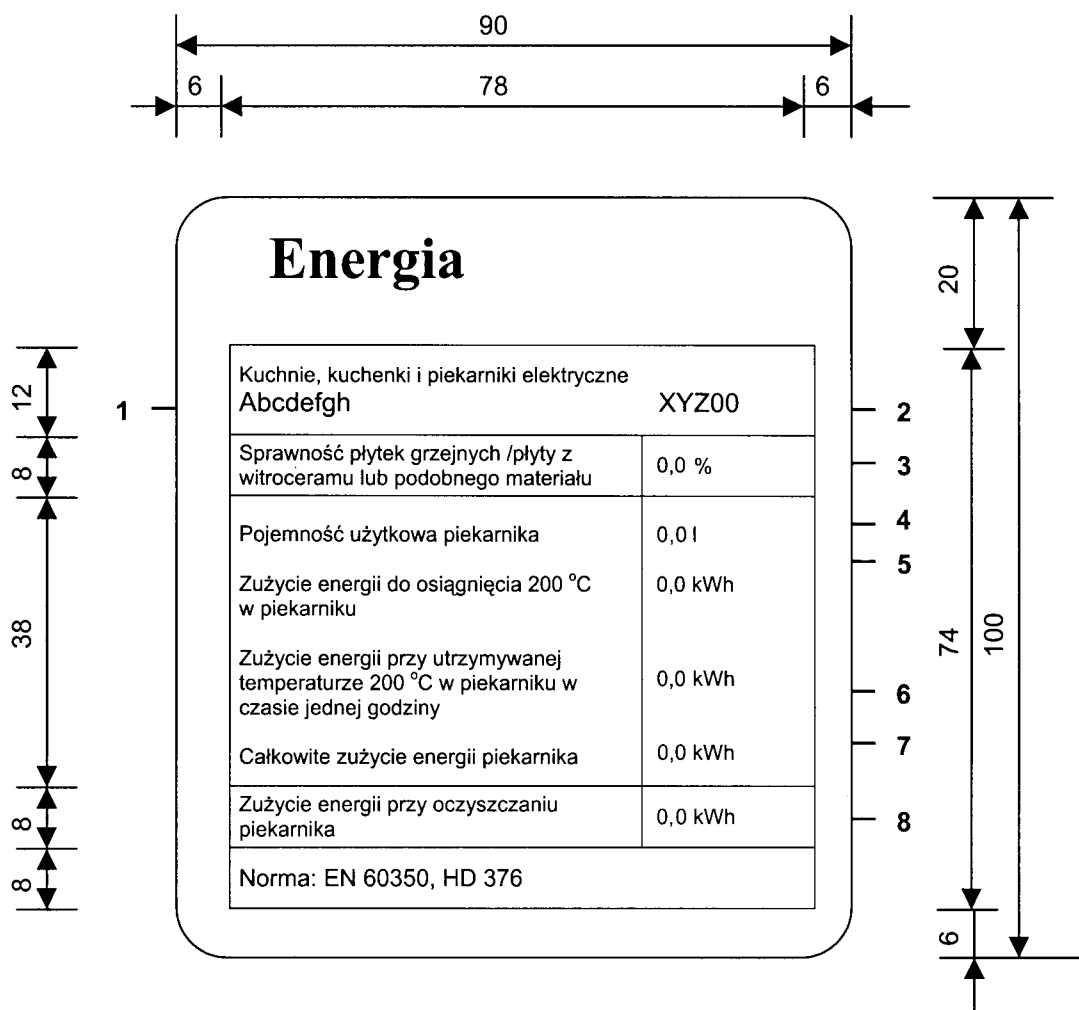 90
6 78 6
Energia
20
12
1
Kuchnie, kuchenki i piekarniki elektryczne
Abcdefgh XYZ00
2
8
Sprawność płytek grzejnych /płyty z
witroceramu lub podobnego materiału
0,0 %
3
38
Pojemność użytkowa piekarnika
0,0 l
4
5
Zużycie energii do osiągnięcia 200 °C
w piekarniku
0,0 kWh
74
100
Zużycie energii przy utrzymywanej
temperaturze 200 °C w piekarniku w
czasie jednej godziny
0,0 kWh
6
Całkowite zużycie energii piekarnika
0,0 kWh
7
8
Zużycie energii przy oczyszczaniu
piekarnika
0,0 kWh
8
8
Norma: EN 60350, HD 376
6